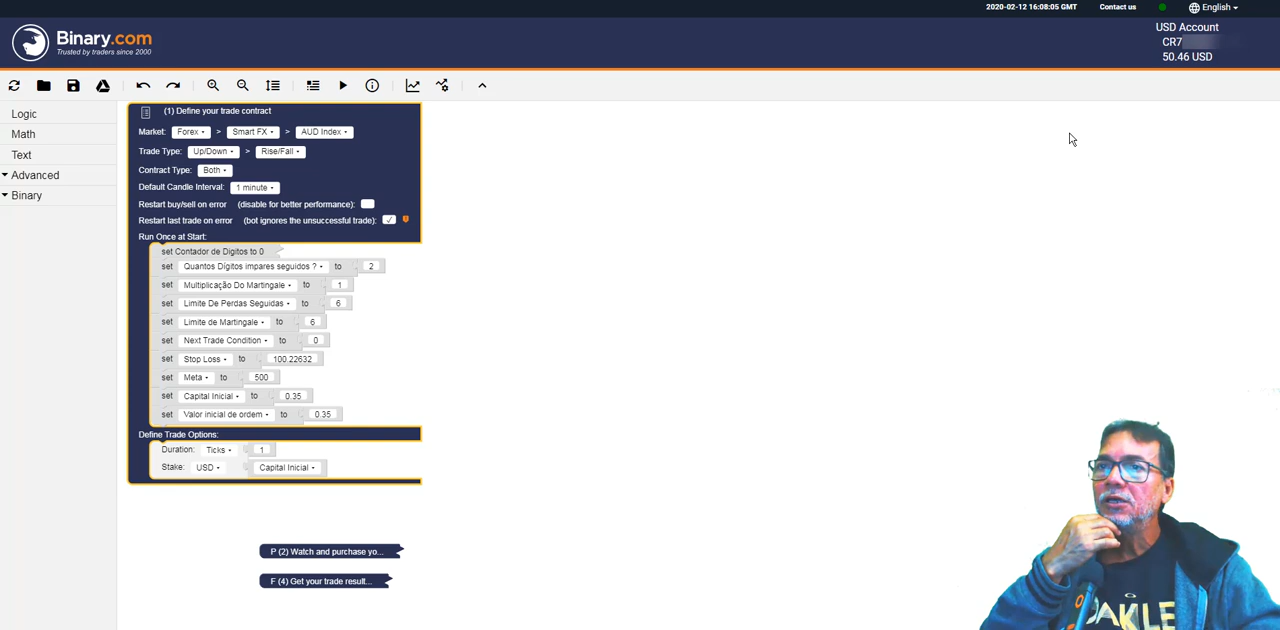 2020-02-12 16:08:05 GMT Contact us English
Binary.com
Trusted by traders since 2000
USD Account
CR7
50.46 USD
Logic
Math
Text
Advanced
Binary
(1) Define your trade contract
Market: Forex > Smart FX > AUD Index
Trade Type: Up/Down > Rise/Fall
Contract Type: Both
Default Candle Interval: 1 minute
Restart buy/sell on error (disable for better performance):
Restart last trade on error (bot ignores the unsuccessful trade):
Run Once at Start:
set Contador de Digitos to 0
set Quantos Dígitos impares seguidos ? to 2
set Multiplicação Do Martingale to 1
set Limite De Perdas Seguidas to 6
set Limite de Martingale to 6
set Next Trade Condition to 0
set Stop Loss to 100.22632
set Meta to 500
set Capital Inicial to 0.35
set Valor inicial de ordem to 0.35
Define Trade Options:
Duration: Ticks 1
Stake: USD Capital Inicial
P (2) Watch and purchase yo...
F (4) Get your trade result...
OAKLE